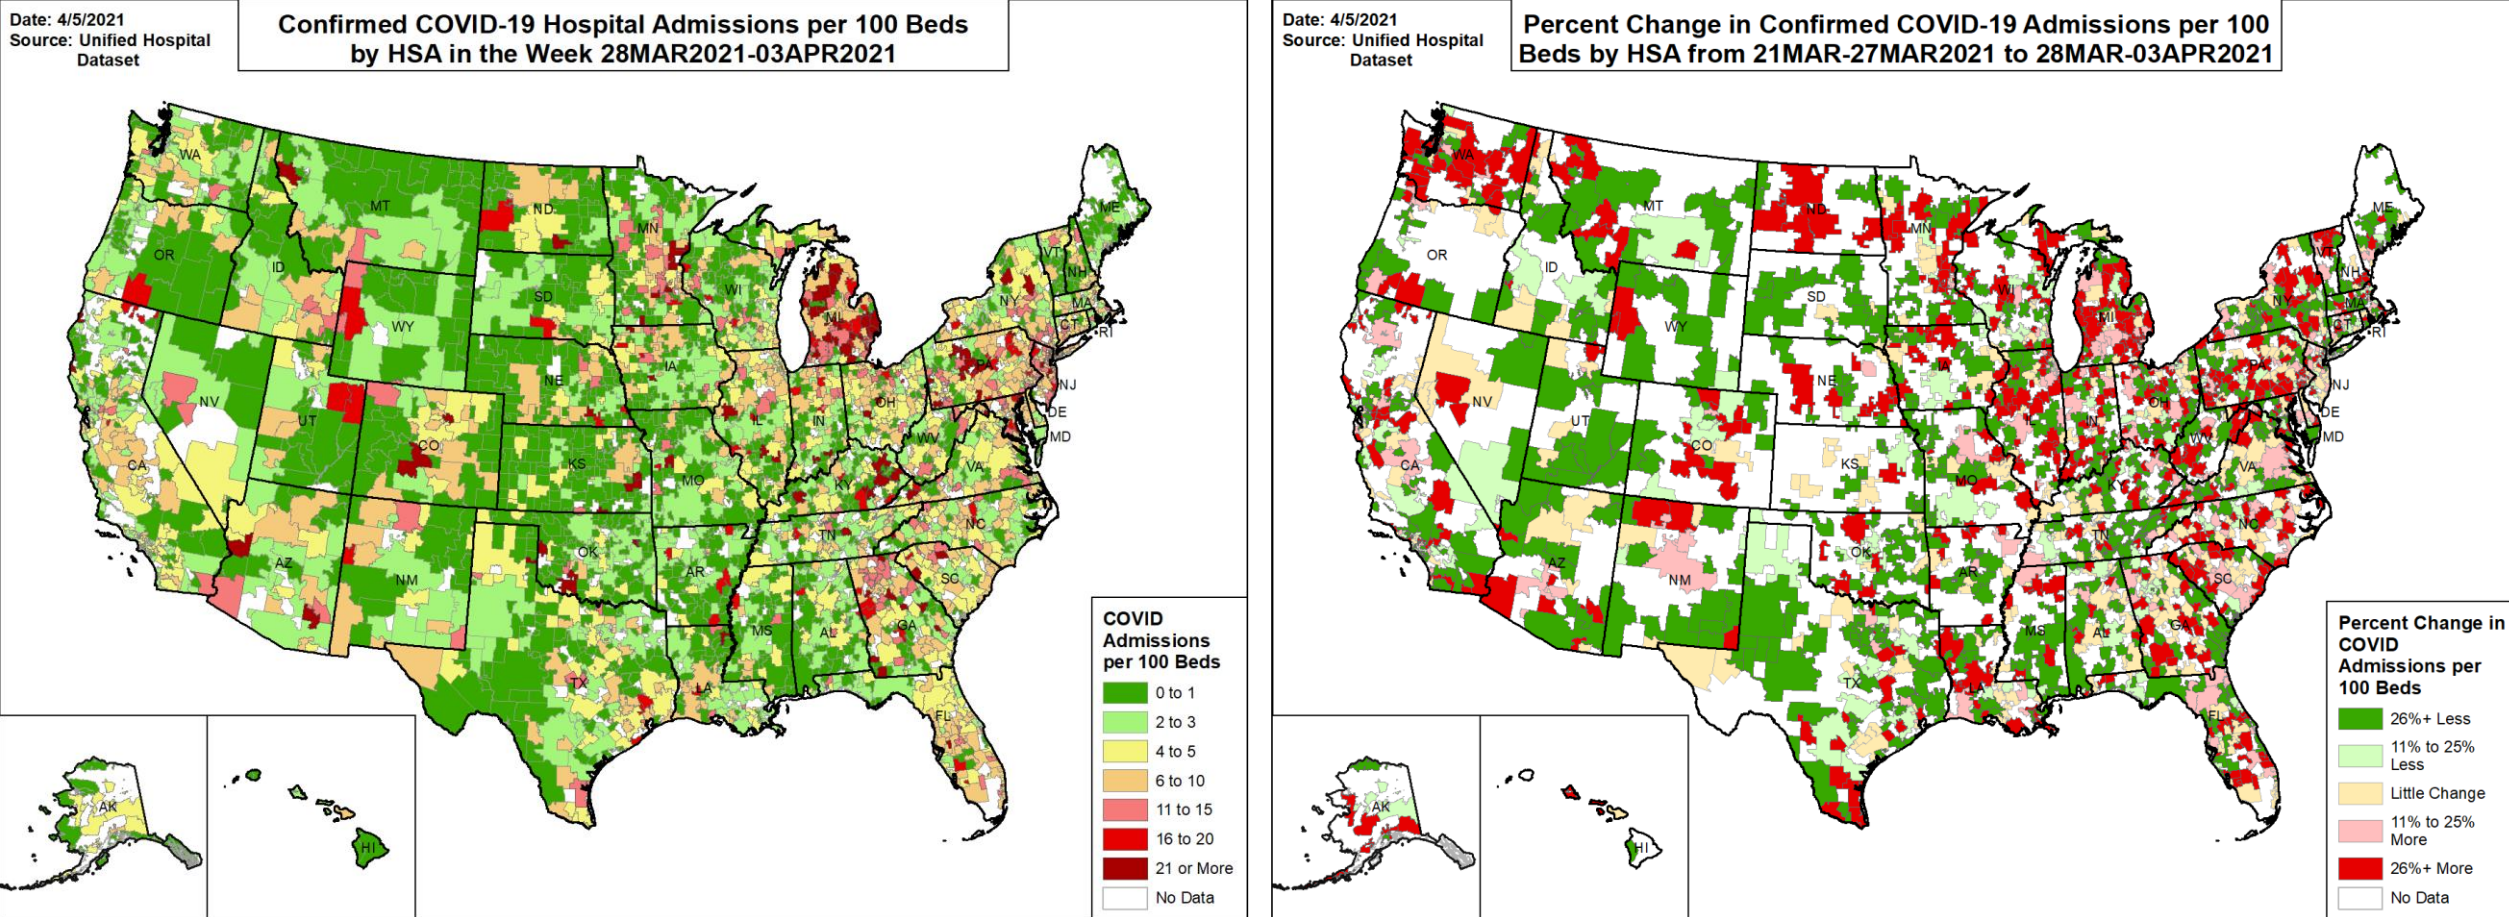 Date: 4/5/2021
Source: Unified Hospital
Dataset
Confirmed COVID-19 Hospital Admissions per 100 Beds
by HSA in the Week 28MAR2021-03APR2021
WA
MT
ND
MN
ME
OR
ID
SD
WI
VT
NH
NY
MA
CT
RI
MI
WY
NE
IA
PA
NJ
NV
UT
CO
IL
IN
OH
DE
MD
WV
VA
CA
KS
MO
KY
NC
TN
AZ
NM
OK
AR
SC
MS
AL
GA
TX
LA
FL
AK
HI
COVID
Admissions
per 100 Beds
0 to 1
2 to 3
4 to 5
6 to 10
11 to 15
16 to 20
21 or More
No Data
Date: 4/5/2021
Source: Unified Hospital
Dataset
Percent Change in Confirmed COVID-19 Admissions per 100
Beds by HSA from 21MAR-27MAR2021 to 28MAR-03APR2021
WA
MT
ND
MN
ME
OR
ID
SD
WI
VT
NH
NY
MA
CT
RI
MI
WY
NE
IA
PA
NJ
NV
UT
CO
IL
IN
OH
DE
MD
WV
VA
CA
KS
MO
KY
NC
TN
AZ
NM
OK
AR
SC
MS
AL
GA
TX
LA
FL
AK
HI
Percent Change in
COVID
Admissions per
100 Beds
26%+ Less
11% to 25%
Less
Little Change
11% to 25%
More
26%+ More
No Data